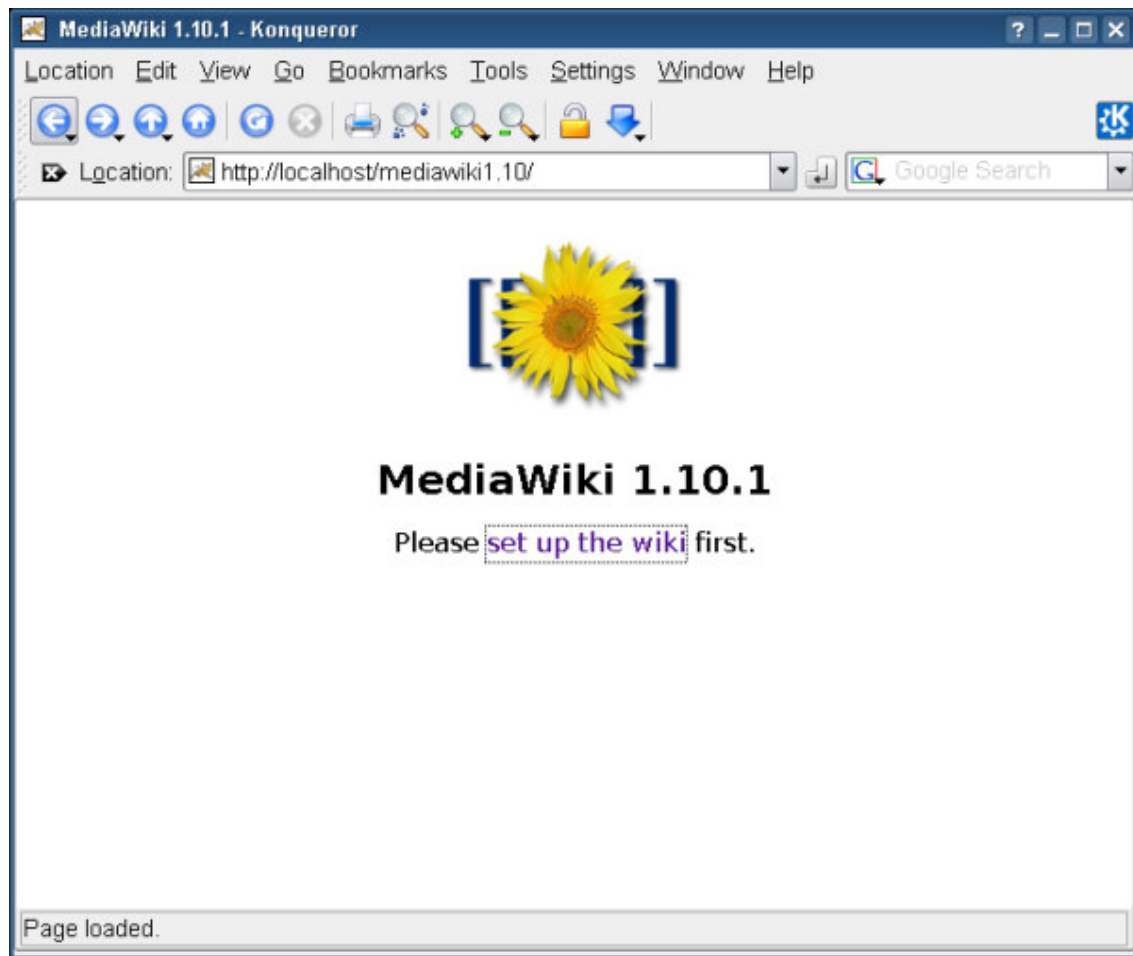 MediaWiki 1.10.1 - Konqueror
Location Edit View Go Bookmarks Tools Settings Window Help
Location: http://localhost/mediawiki1.10/ Google Search
[[ ]]
MediaWiki 1.10.1
Please set up the wiki first.
Page loaded.